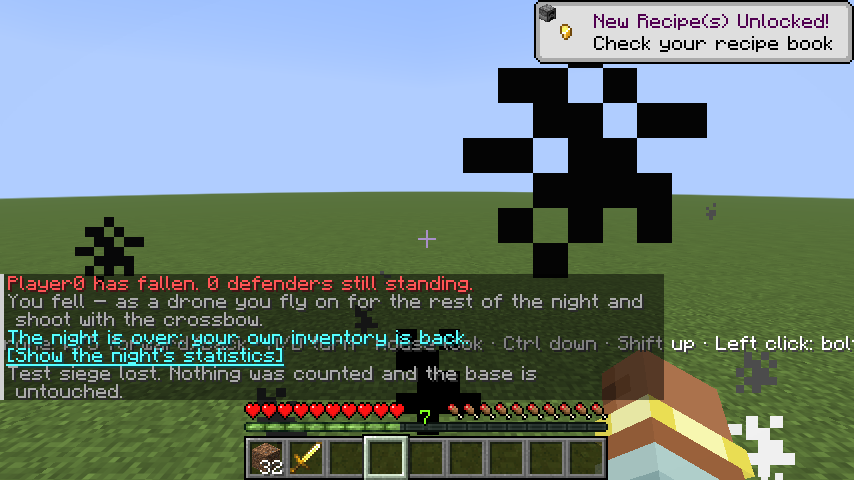 New Recipe(s) Unlocked!
Check your recipe book
Player0 has fallen. 0 defenders still standing.
You fell — as a drone you fly on for the rest of the night and
shoot with the crossbow.
The night is over: your own inventory is back.
look · Ctrl down · Shift up · Left click: bol
[Show the night's statistics]
Test siege lost. Nothing was counted and the base is
untouched.
7
32